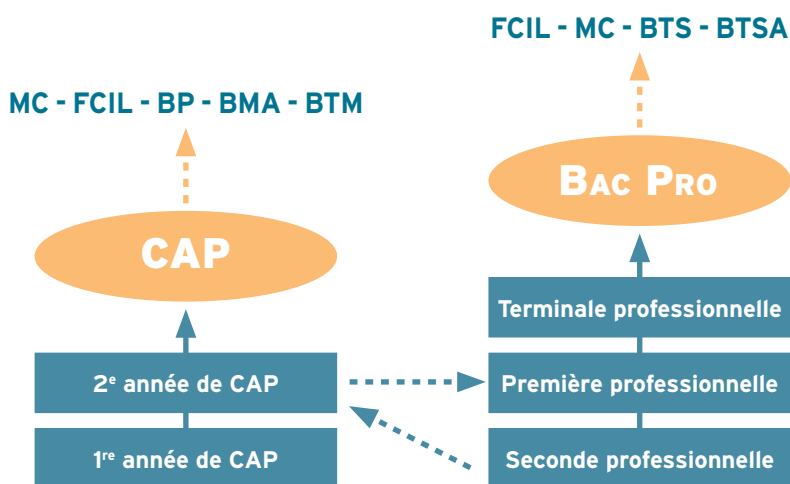 FCIL - MC - BTS - BTSA
MC - FCIL - BP - BMA - BTM
BAC PRO
CAP
Terminale professionnelle
2e année de CAP
Première professionnelle
1re année de CAP
Seconde professionnelle